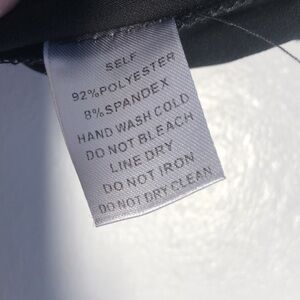 SELF
92%POLYESTER
8%SPANDEX
HAND WASH COLD
DO NOT BLEACH
LINE DRY
DO NOT IRON
DO NOT DRY CLEAN